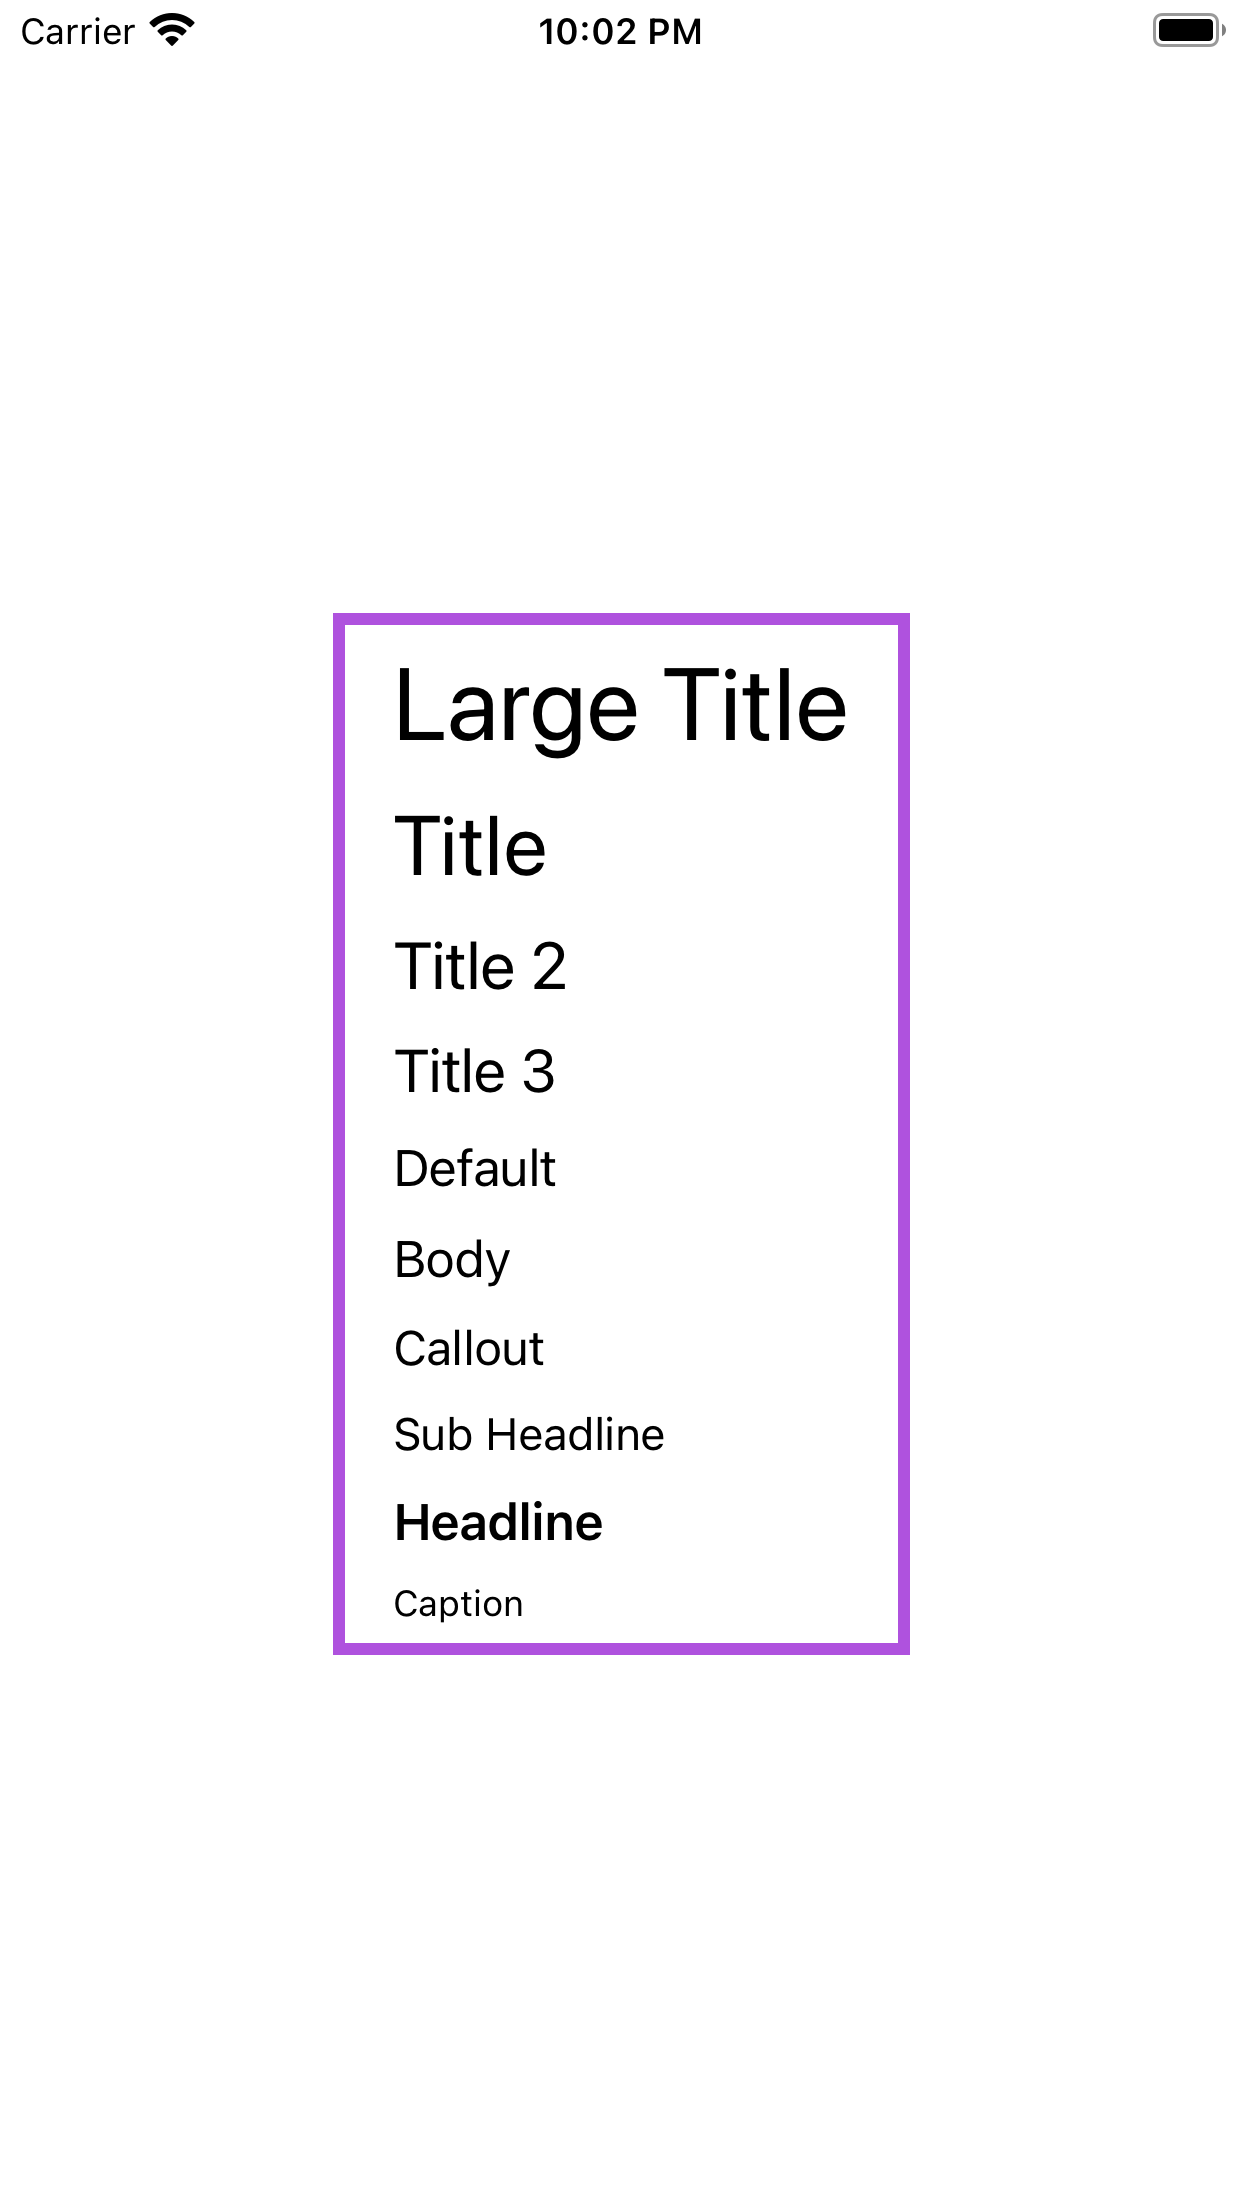 Carrier 10:02 PM
Large Title
Title
Title 2
Title 3
Default
Body
Callout
Sub Headline
Headline
Caption